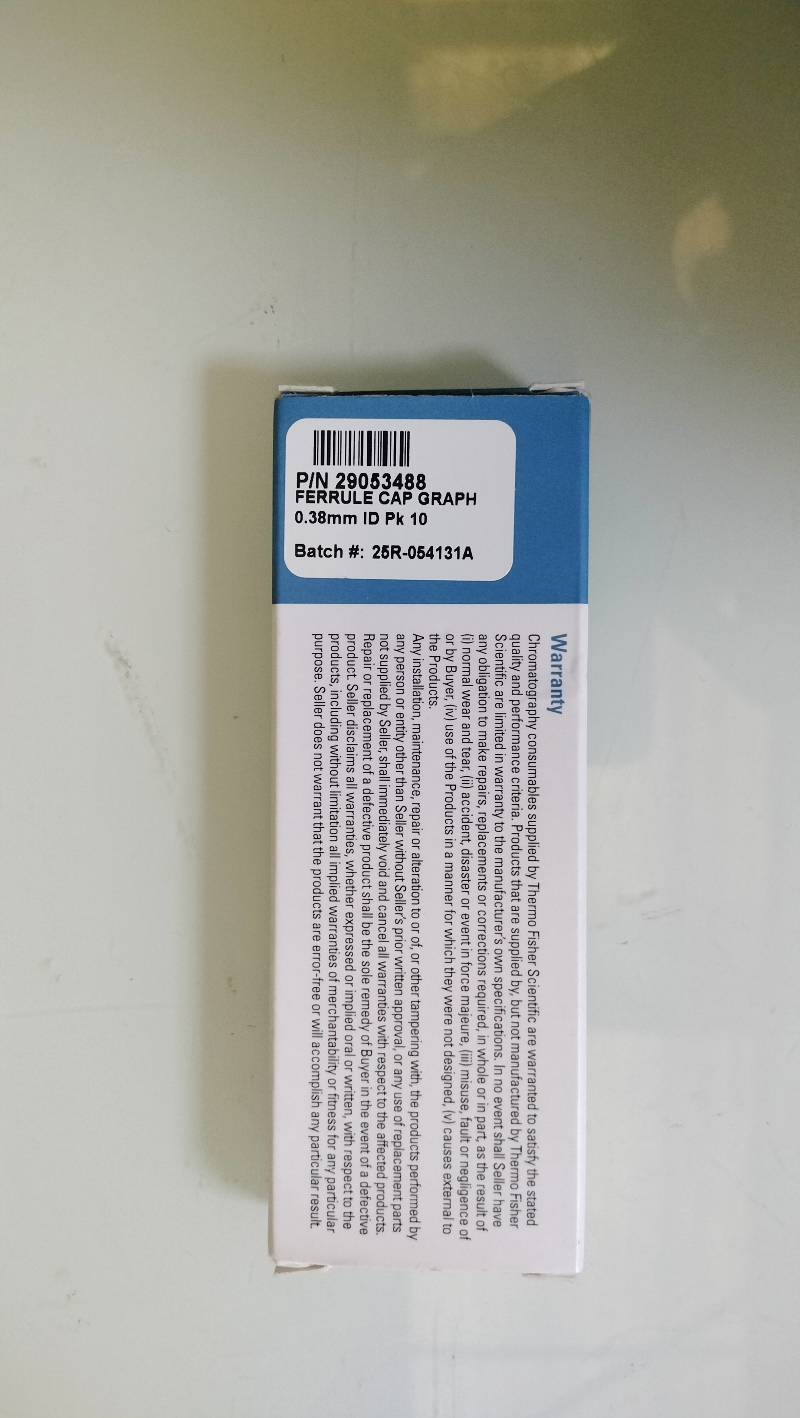 P/N 29053488
FERRULE CAP GRAPH
0.38mm ID Pk 10
Batch #: 25R-054131A
Warranty
Chromatography consumables supplied by Thermo Fisher Scientific are warranted to satisfy the stated
quality and performance criteria. Products that are supplied by, but not manufactured by Thermo Fisher
Scientific are limited in warranty to the manufacturer's own specifications. In no event shall Seller have
any obligation to make repairs, replacements or corrections required, in whole or in part, as the result of
(i) normal wear and tear, (ii) accident, disaster or event in force majeure, (iii) misuse, fault or negligence of
or by Buyer, (iv) use of the Products in a manner for which they were not designed, (v) causes external to
the Products.
Any installation, maintenance, repair or alteration to or of, or other tampering with, the products performed by
any person or entity other than Seller without Seller's prior written approval, or any use of replacement parts
not supplied by Seller, shall immediately void and cancel all warranties with respect to the affected products.
Repair or replacement of a defective product shall be the sole remedy of Buyer in the event of a defective
product. Seller disclaims all warranties, whether expressed or implied oral or written, with respect to the
products, including without limitation all implied warranties of merchantability or fitness for any particular
purpose. Seller does not warrant that the products are error-free or will accomplish any particular result.